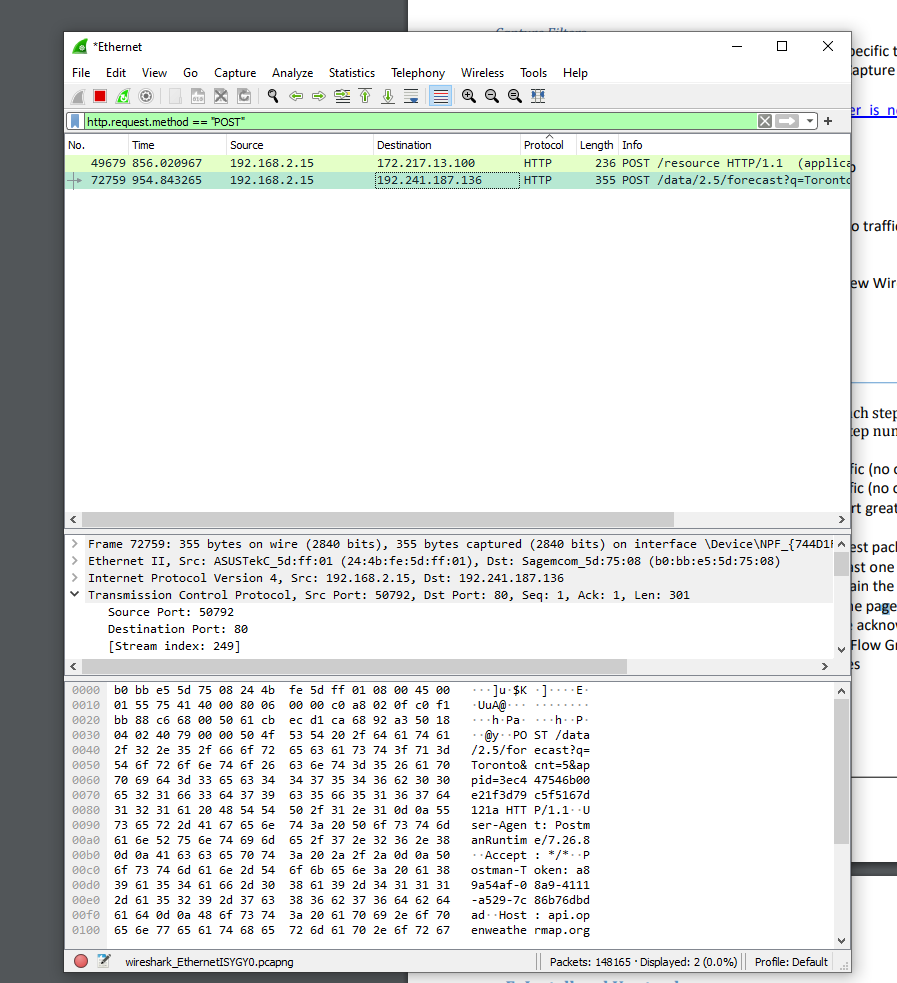 Capture Filters
*Ethernet
File Edit View Go Capture Analyze Statistics Telephony Wireless Tools Help
http.request.method == "POST"
No. Time Source Destination Protocol Length Info
49679 856.020967 192.168.2.15 172.217.13.100 HTTP 236 POST /resource HTTP/1.1 (applica
72759 954.843265 192.168.2.15 192.241.187.136 HTTP 355 POST /data/2.5/forecast?q=Toronto
Frame 72759: 355 bytes on wire (2840 bits), 355 bytes captured (2840 bits) on interface \Device\NPF_{744D1F
Ethernet II, Src: ASUSTekC_5d:ff:01 (24:4b:fe:5d:ff:01), Dst: Sagemcom_5d:75:08 (b0:bb:e5:5d:75:08)
Internet Protocol Version 4, Src: 192.168.2.15, Dst: 192.241.187.136
Transmission Control Protocol, Src Port: 50792, Dst Port: 80, Seq: 1, Ack: 1, Len: 301
Source Port: 50792
Destination Port: 80
[Stream index: 249]
0000 b0 bb e5 5d 75 08 24 4b fe 5d ff 01 08 00 45 00 ···]u·$K ·]····E·
0010 01 55 75 41 40 00 80 06 00 00 c0 a8 02 0f c0 f1 ·UuA@··· ········
0020 bb 88 c6 68 00 50 61 cb ec d1 ca 68 92 a3 50 18 ···h·Pa· ···h··P·
0030 04 02 40 79 00 00 50 4f 53 54 20 2f 64 61 74 61 ··@y··PO ST /data
0040 2f 32 2e 35 2f 66 6f 72 65 63 61 73 74 3f 71 3d /2.5/for ecast?q=
0050 54 6f 72 6f 6e 74 6f 26 63 6e 74 3d 35 26 61 70 Toronto& cnt=5&ap
0060 70 69 64 3d 33 65 63 34 34 37 35 34 36 62 30 30 pid=3ec4 47546b00
0070 65 32 31 66 33 64 37 39 63 35 66 35 31 36 37 64 e21f3d79 c5f5167d
0080 31 32 31 61 20 48 54 54 50 2f 31 2e 31 0d 0a 55 121a HTT P/1.1··U
0090 73 65 72 2d 41 67 65 6e 74 3a 20 50 6f 73 74 6d ser-Agen t: Postm
00a0 61 6e 52 75 6e 74 69 6d 65 2f 37 2e 32 36 2e 38 anRuntim e/7.26.8
00b0 0d 0a 41 63 63 65 70 74 3a 20 2a 2f 2a 0d 0a 50 ··Accept : */*··P
00c0 6f 73 74 6d 61 6e 2d 54 6f 6b 65 6e 3a 20 61 38 ostman-T oken: a8
00d0 39 61 35 34 61 66 2d 30 38 61 39 2d 34 31 31 31 9a54af-0 8a9-4111
00e0 2d 61 35 32 39 2d 37 63 38 36 62 37 36 64 62 64 -a529-7c 86b76dbd
00f0 61 64 0d 0a 48 6f 73 74 3a 20 61 70 69 2e 6f 70 ad··Host : api.op
0100 65 6e 77 65 61 74 68 65 72 6d 61 70 2e 6f 72 67 enweathe rmap.org
wireshark_EthernetISYGY0.pcapng Packets: 148165 · Displayed: 2 (0.0%) Profile: Default